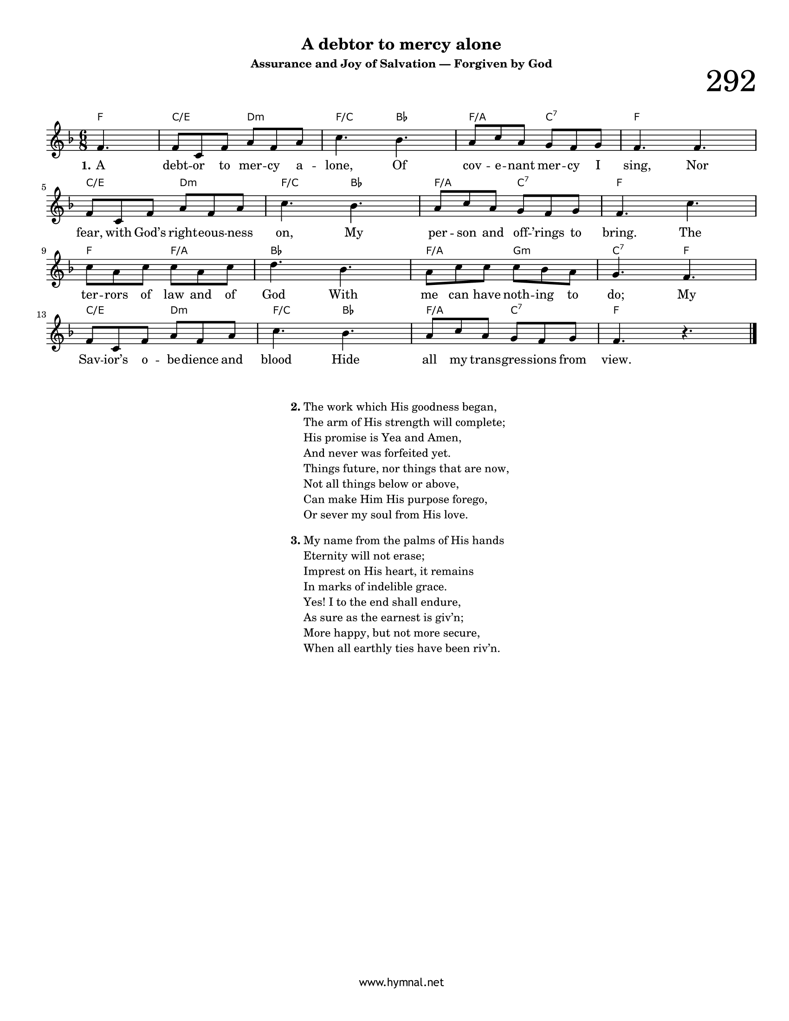 A debtor to mercy alone
Assurance and Joy of Salvation — Forgiven by God
292
F C/E Dm F/C B♭ F/A C7 F
6
8
1. A debt-or to mer-cy a - lone, Of cov - e-nant mer-cy I sing, Nor
5
C/E Dm F/C B♭ F/A C7 F
fear, with God's righteous-ness on, My per - son and off-'rings to bring. The
9
F F/A B♭ F/A Gm C7 F
ter-rors of law and of God With me can have noth-ing to do; My
13
C/E Dm F/C B♭ F/A C7 F
Sav-ior's o - bedience and blood Hide all my transgressions from view.
2. The work which His goodness began,
The arm of His strength will complete;
His promise is Yea and Amen,
And never was forfeited yet.
Things future, nor things that are now,
Not all things below or above,
Can make Him His purpose forego,
Or sever my soul from His love.
3. My name from the palms of His hands
Eternity will not erase;
Imprest on His heart, it remains
In marks of indelible grace.
Yes! I to the end shall endure,
As sure as the earnest is giv'n;
More happy, but not more secure,
When all earthly ties have been riv'n.
www.hymnal.net